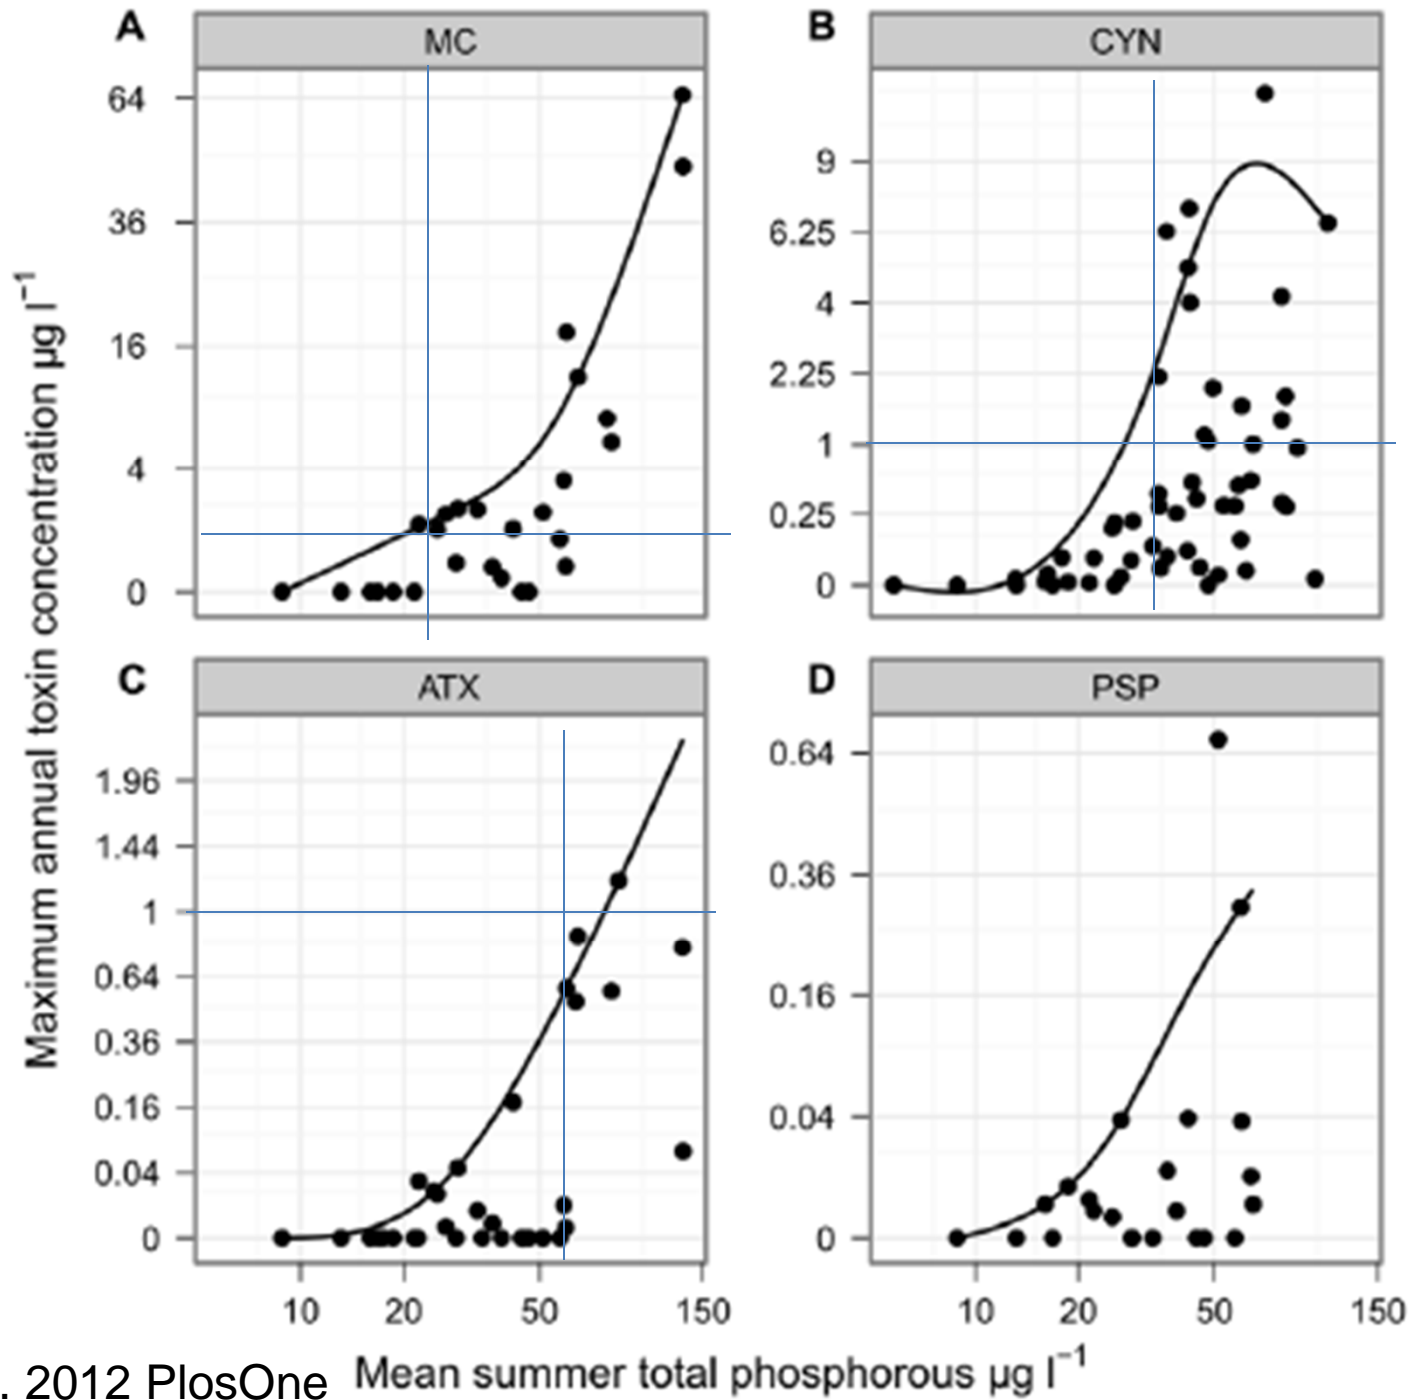 A
MC
64
36
16
4
0
B
CYN
9
6.25
4
2.25
1
0.25
0
Maximum annual toxin concentration µg l⁻¹
C
ATX
1.96
1.44
1
0.64
0.36
0.16
0.04
0
10 20 50 150
D
PSP
0.64
0.36
0.16
0.04
0
10 20 50 150
. 2012 PlosOne
Mean summer total phosphorous µg l⁻¹